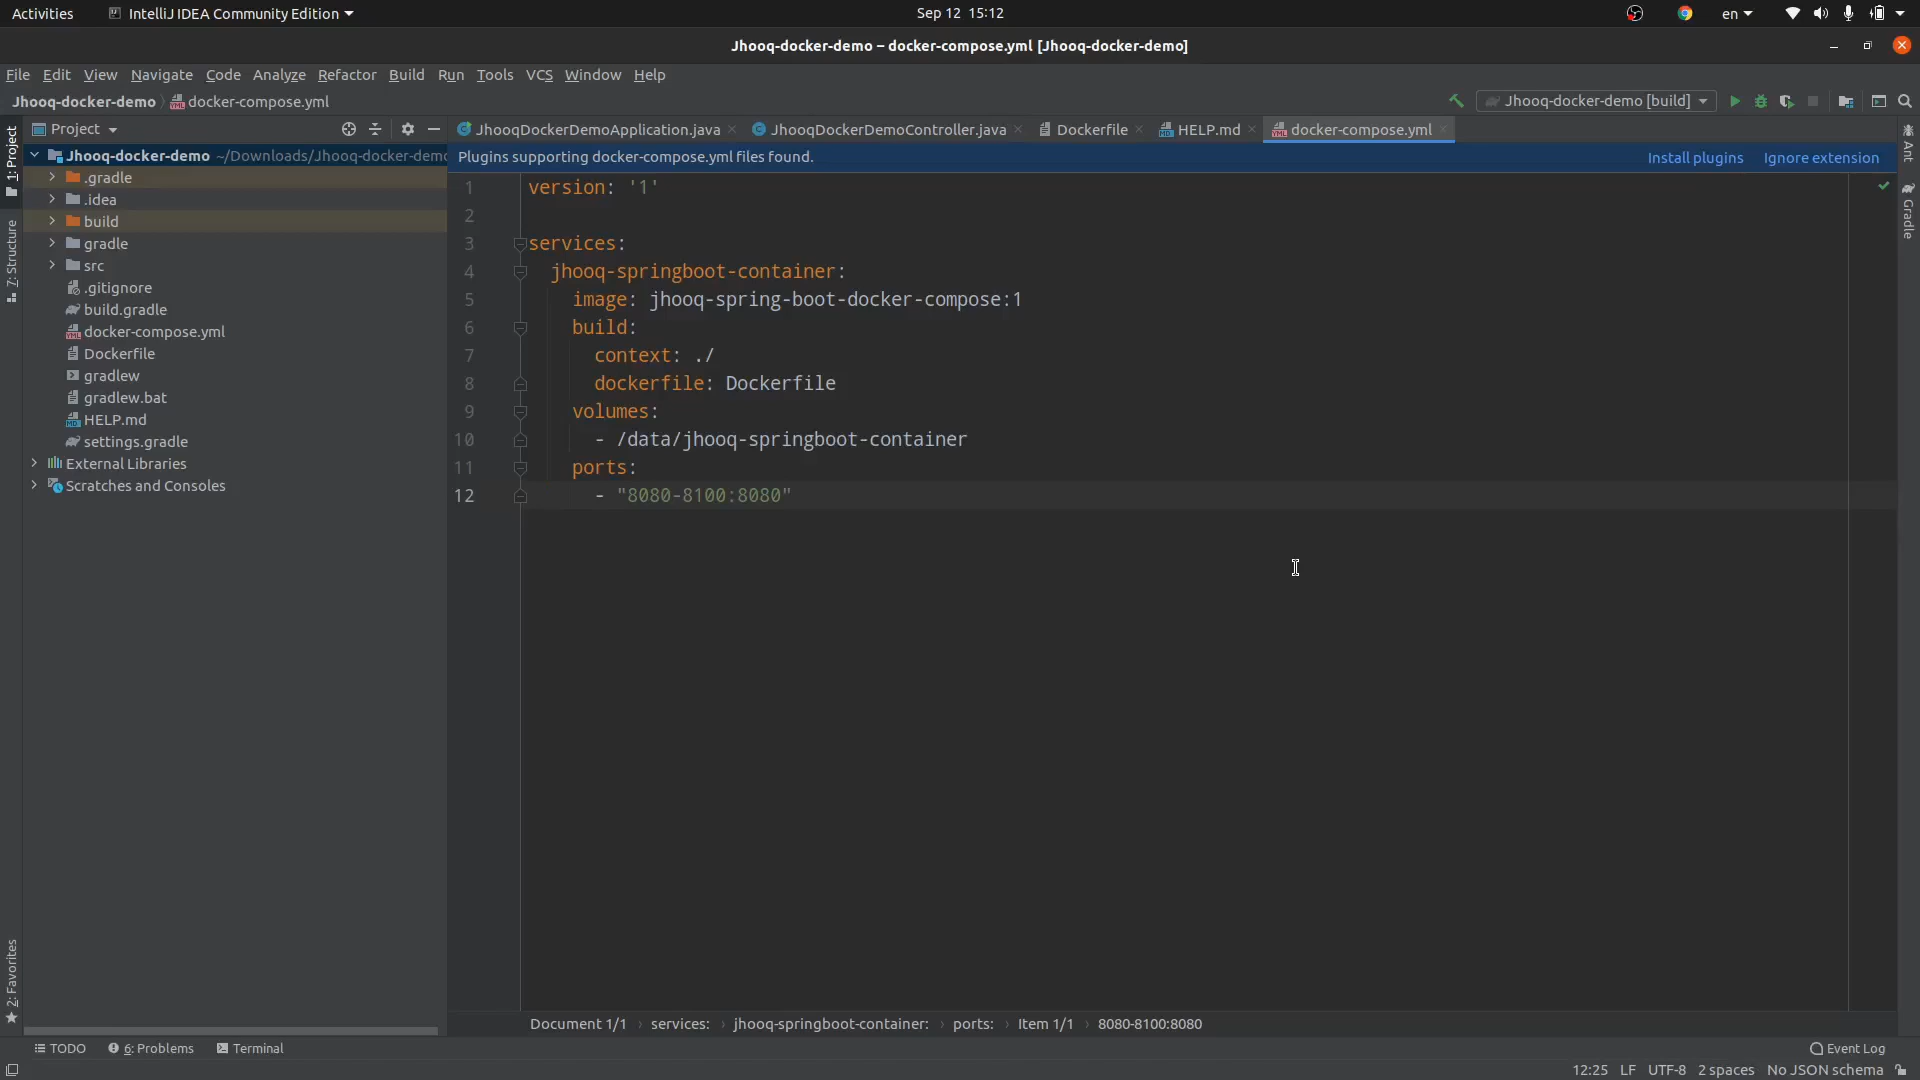 Activities
IntelliJ IDEA Community Edition
Sep 12 15:12
en
Jhooq-docker-demo – docker-compose.yml [Jhooq-docker-demo]
File Edit View Navigate Code Analyze Refactor Build Run Tools VCS Window Help
Jhooq-docker-demo
docker-compose.yml
Jhooq-docker-demo [build]
Project
JhooqDockerDemoApplication.java
JhooqDockerDemoController.java
Dockerfile
HELP.md
docker-compose.yml
Plugins supporting docker-compose.yml files found.
Install plugins
Ignore extension
1: Project
7: Structure
2: Favorites
Jhooq-docker-demo ~/Downloads/Jhooq-docker-demo
.gradle
.idea
build
gradle
src
.gitignore
build.gradle
docker-compose.yml
Dockerfile
gradlew
gradlew.bat
HELP.md
settings.gradle
External Libraries
Scratches and Consoles
1 version: '1'
2
3 services:
4 jhooq-springboot-container:
5 image: jhooq-spring-boot-docker-compose:1
6 build:
7 context: ./
8 dockerfile: Dockerfile
9 volumes:
10 - /data/jhooq-springboot-container
11 ports:
12 - "8080-8100:8080"
Ant
Gradle
Document 1/1 › services: › jhooq-springboot-container: › ports: › Item 1/1 › 8080-8100:8080
TODO
6: Problems
Terminal
Event Log
12:25 LF UTF-8 2 spaces No JSON schema